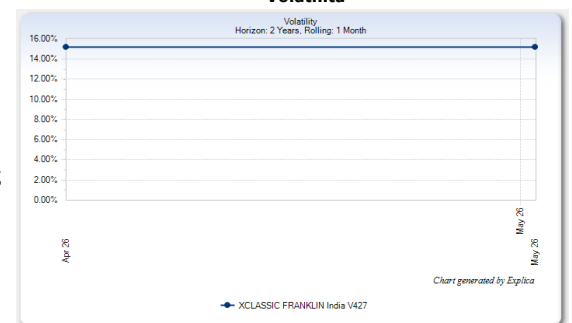 Volatility
Horizon: 2 Years, Rolling: 1 Month
16.00%
14.00%
12.00%
10.00%
8.00%
6.00%
4.00%
2.00%
0.00%
Apr 26
May 26
May 26
Chart generated by Explica
XCLASSIC FRANKLIN India V427